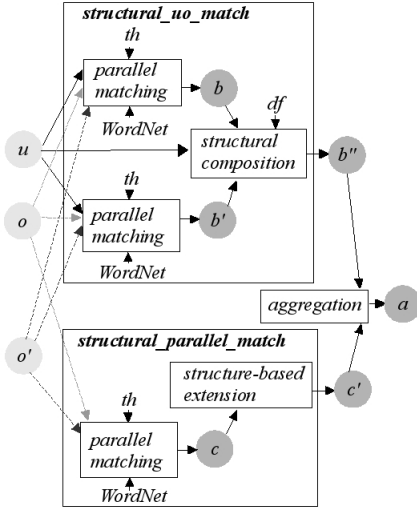 structural_uo_match
th
parallel
matching
b
WordNet
df
u
structural
composition
b"
th
o
parallel
matching
b'
WordNet
aggregation
a
structural_parallel_match
o'
structure-based
extension
c'
th
parallel
matching
c
WordNet